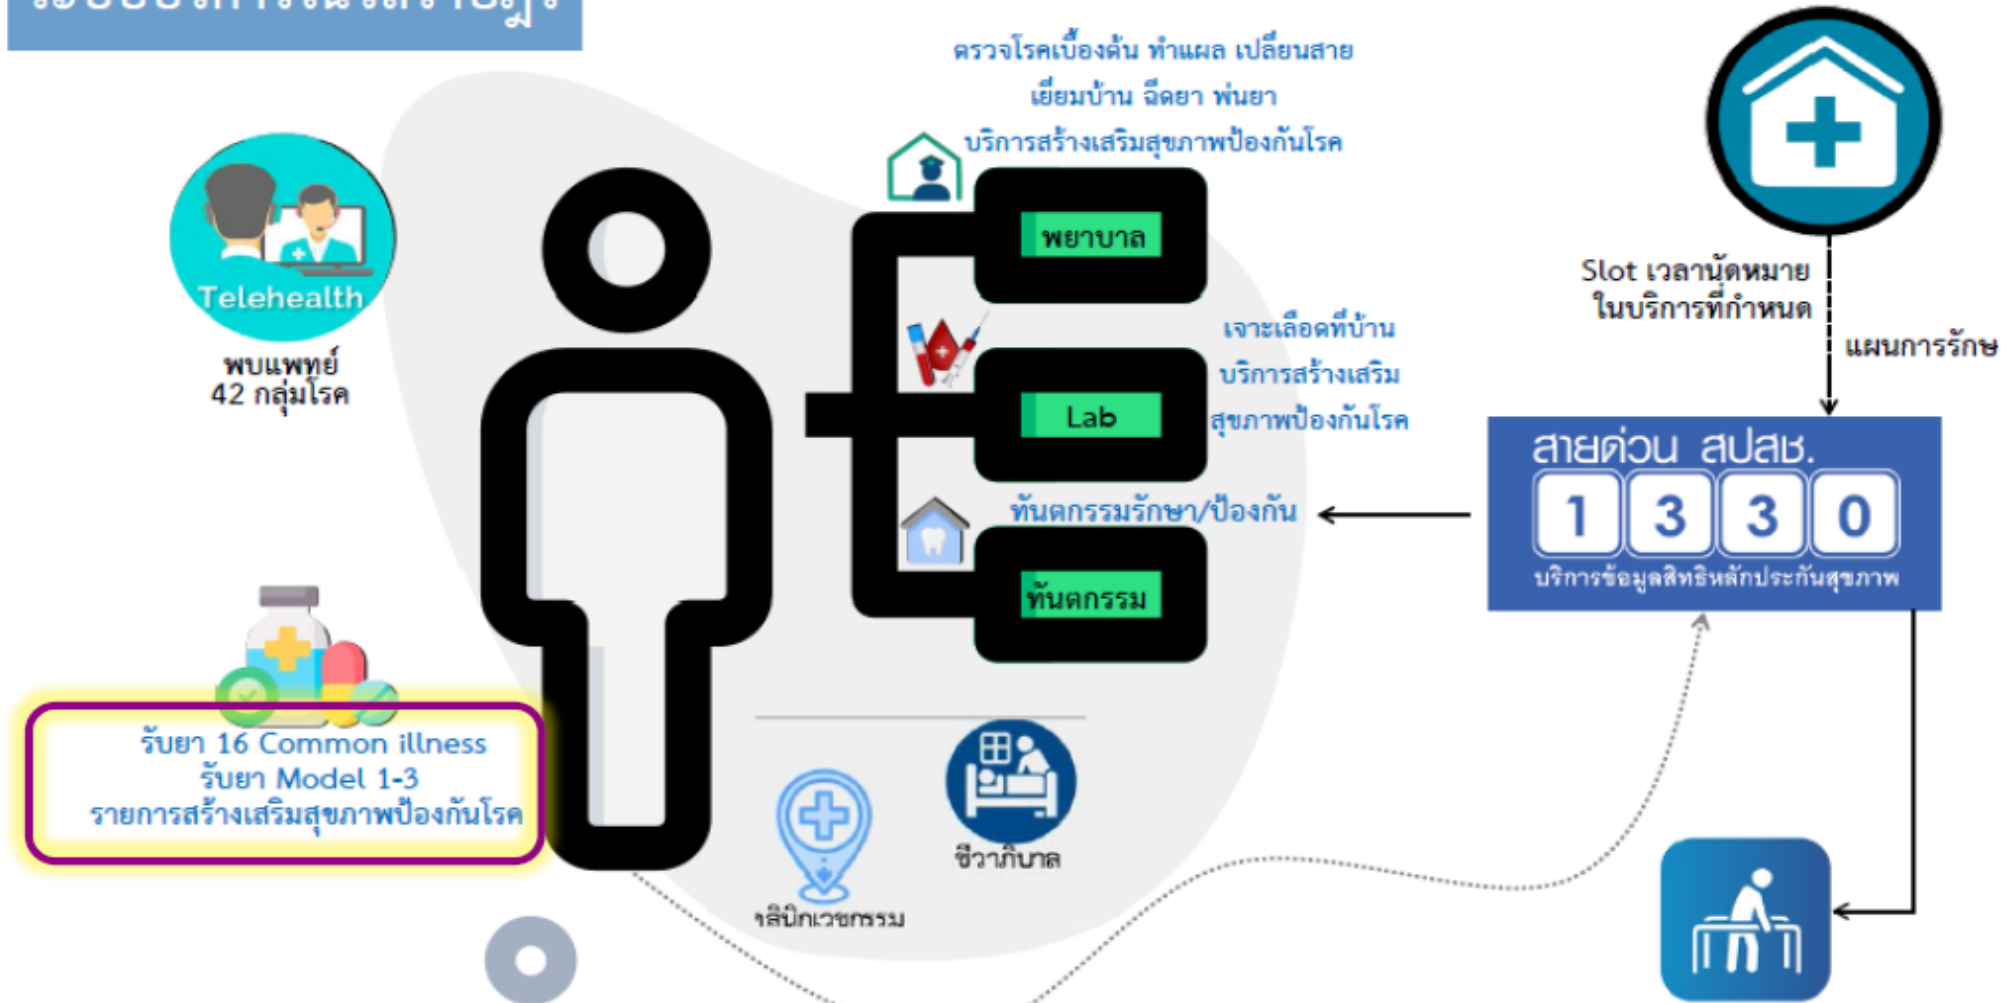 ตรวจโรคเบื้องต้น ทำแผล เปลี่ยนสาย
เยี่ยมบ้าน ฉีดยา พ่นยา
บริการสร้างเสริมสุขภาพป้องกันโรค
พยาบาล
Telehealth
พบแพทย์
42 กลุ่มโรค
Slot เวลานัดหมาย
ในบริการที่กำหนด
แผนการรักษ
เจาะเลือดที่บ้าน
บริการสร้างเสริม
สุขภาพป้องกันโรค
Lab
สายด่วน สปสช.
1 3 3 0
บริการข้อมูลสิทธิหลักประกันสุขภาพ
ทันตกรรมรักษา/ป้องกัน
ทันตกรรม
รับยา 16 Common illness
รับยา Model 1-3
รายการสร้างเสริมสุขภาพป้องกันโรค
ชีวาภิบาล
ลินิกเวชกรรม